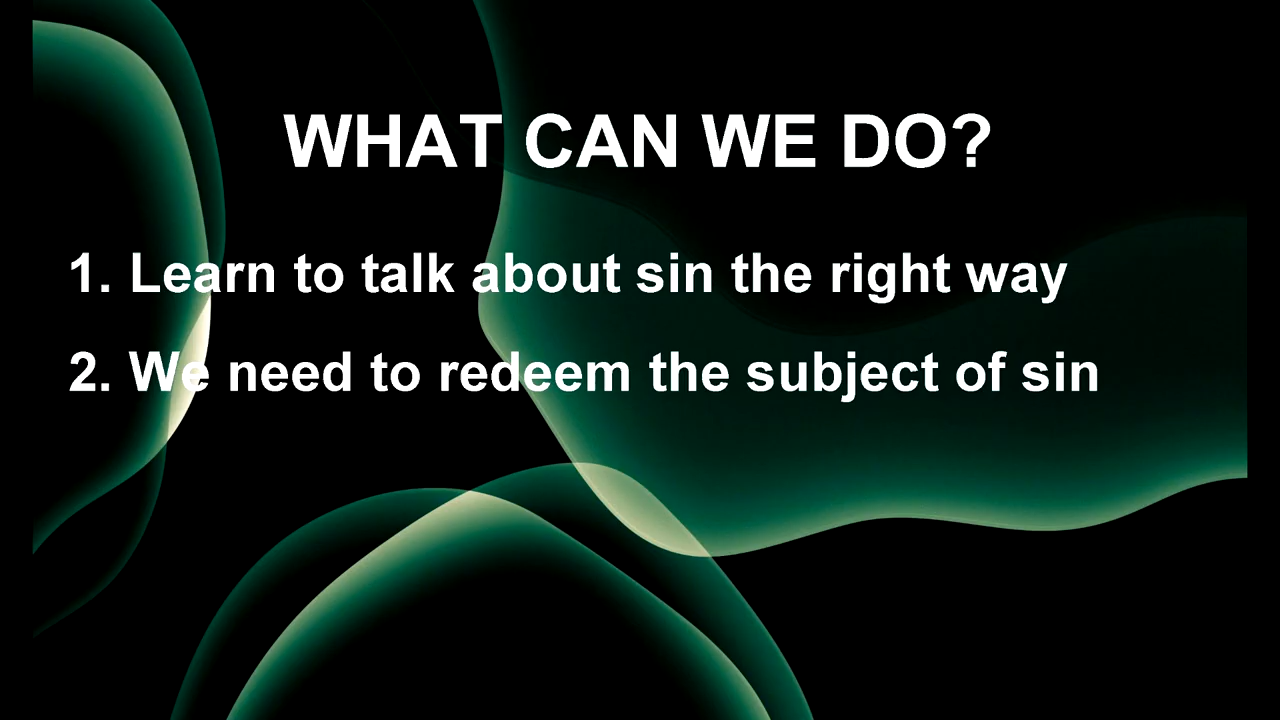 WHAT CAN WE DO?
1. Learn to talk about sin the right way
2. We need to redeem the subject of sin